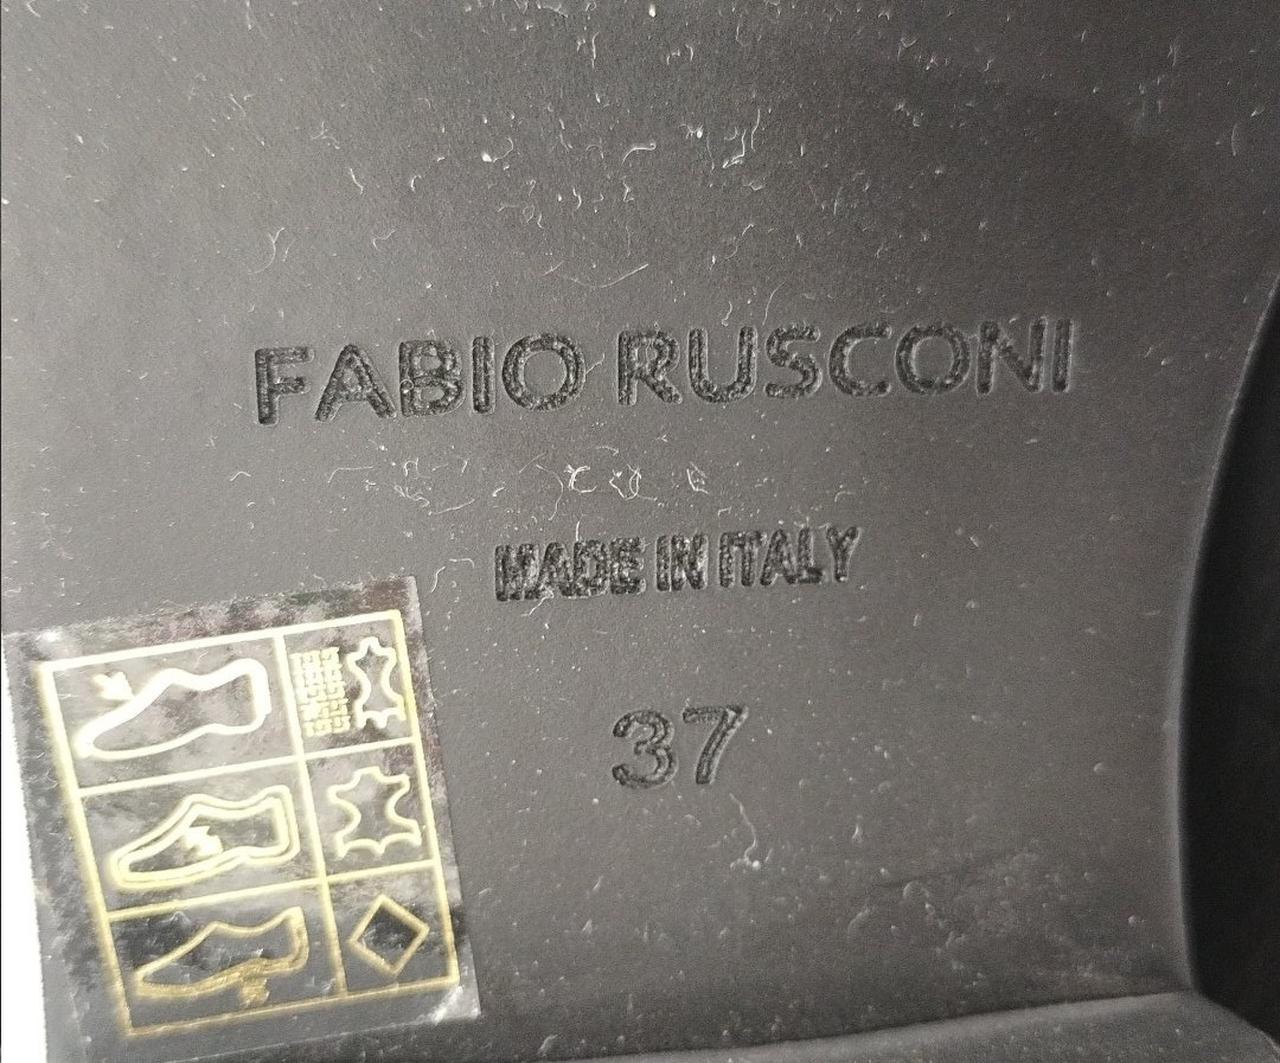 FABIO RUSCONI
MADE IN ITALY
37